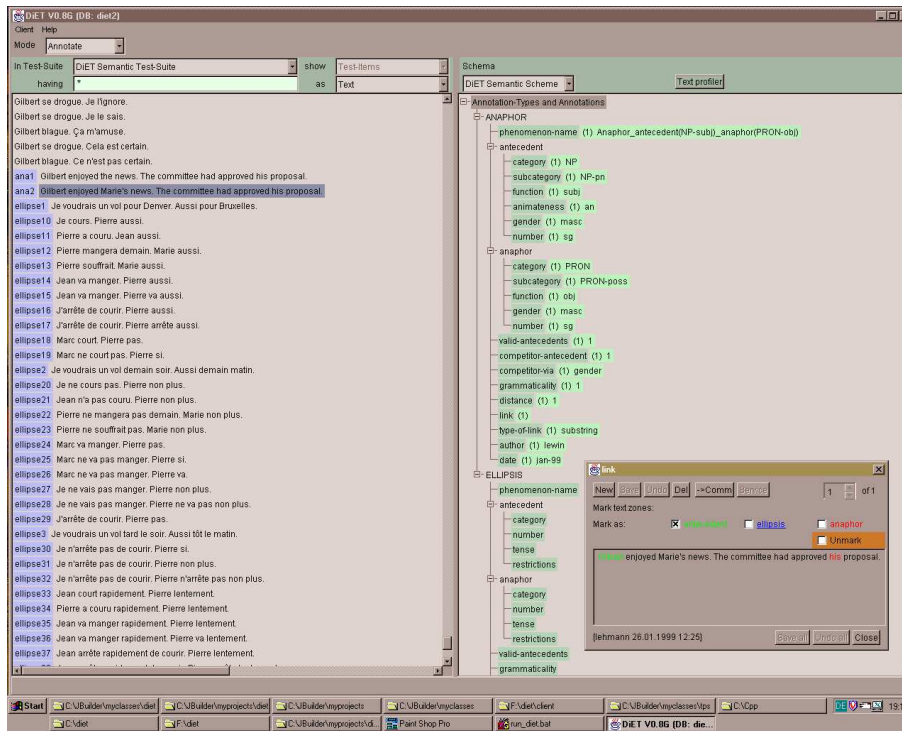 DiET V0.8G (DB: diet2)
Client Help
Mode Annotate
In Test-Suite DiET Semantic Test-Suite show Test-Items
having * as Text
Gilbert se drogue. Je l'ignore.
Gilbert se drogue. Je le sais.
Gilbert blague. Ça m'amuse.
Gilbert se drogue. Cela est certain.
Gilbert blague. Ce n'est pas certain.
ana1 Gilbert enjoyed the news. The committee had approved his proposal.
ana2 Gilbert enjoyed Marie's news. The committee had approved his proposal.
ellipse1 Je voudrais un vol pour Denver. Aussi pour Bruxelles.
ellipse10 Je cours. Pierre aussi.
ellipse11 Pierre a couru. Jean aussi.
ellipse12 Pierre mangera demain. Marie aussi.
ellipse13 Pierre souffrait. Marie aussi.
ellipse14 Jean va manger. Pierre aussi.
ellipse15 Jean va manger. Pierre va aussi.
ellipse16 J'arrête de courir. Pierre aussi.
ellipse17 J'arrête de courir. Pierre arrête aussi.
ellipse18 Marc court. Pierre pas.
ellipse19 Marc ne court pas. Pierre si.
ellipse2 Je voudrais un vol demain soir. Aussi demain matin.
ellipse20 Je ne cours pas. Pierre non plus.
ellipse21 Jean n'a pas couru. Pierre non plus.
ellipse22 Pierre ne mangera pas demain. Marie non plus.
ellipse23 Pierre ne souffrait pas. Marie non plus.
ellipse24 Marc va manger. Pierre pas.
ellipse25 Marc ne va pas manger. Pierre si.
ellipse26 Marc ne va pas manger. Pierre va.
ellipse27 Je ne vais pas manger. Pierre non plus.
ellipse28 Je ne vais pas manger. Pierre ne va pas non plus.
ellipse29 J'arrête de courir. Pierre pas.
ellipse3 Je voudrais un vol tard le soir. Aussi tôt le matin.
ellipse30 Je n'arrête pas de courir. Pierre si.
ellipse31 Je n'arrête pas de courir. Pierre non plus.
ellipse32 Je n'arrête pas de courir. Pierre n'arrête pas non plus.
ellipse33 Jean court rapidement. Pierre lentement.
ellipse34 Pierre a couru rapidement. Pierre lentement.
ellipse35 Jean va manger rapidement. Pierre lentement.
ellipse36 Jean va manger rapidement. Pierre va lentement.
ellipse37 Jean arrête rapidement de courir. Pierre lentement.
Schema
DiET Semantic Scheme Text profiler
Annotation-Types and Annotations
ANAPHOR
phenomenon-name (1) Anaphor_antecedent(NP-subj)_anaphor(PRON-obj)
antecedent
category (1) NP
subcategory (1) NP-pn
function (1) subj
animateness (1) an
gender (1) masc
number (1) sg
anaphor
category (1) PRON
subcategory (1) PRON-poss
function (1) obj
gender (1) masc
number (1) sg
valid-antecedents (1) 1
competitor-antecedent (1) 1
competitor-via (1) gender
grammaticality (1) 1
distance (1) 1
link (1)
type-of-link (1) substring
author (1) lewin
date (1) jan-99
ELLIPSIS
phenomenon-name
antecedent
category
number
tense
restrictions
anaphor
category
number
tense
restrictions
valid-antecedents
grammaticality
link
New Save Undo Del ->Comm Service 1 of 1
Mark text zones:
Mark as: antecedent ellipsis anaphor
Unmark
Gilbert enjoyed Marie's news. The committee had approved his proposal.
[lehmann 26.01.1999 12:25] Save all Undo all Close
Start C:\JBuilder\myclasses\diet C:\JBuilder\myprojects\diet C:\JBuilder\myprojects C:\JBuilder\myclasses F:\diet\client C:\JBuilder\myclasses\tps C:\Cpp DE
C:\diet F:\diet C:\JBuilder\myprojects\di... Paint Shop Pro run_diet.bat DiET V0.8G (DB: die...